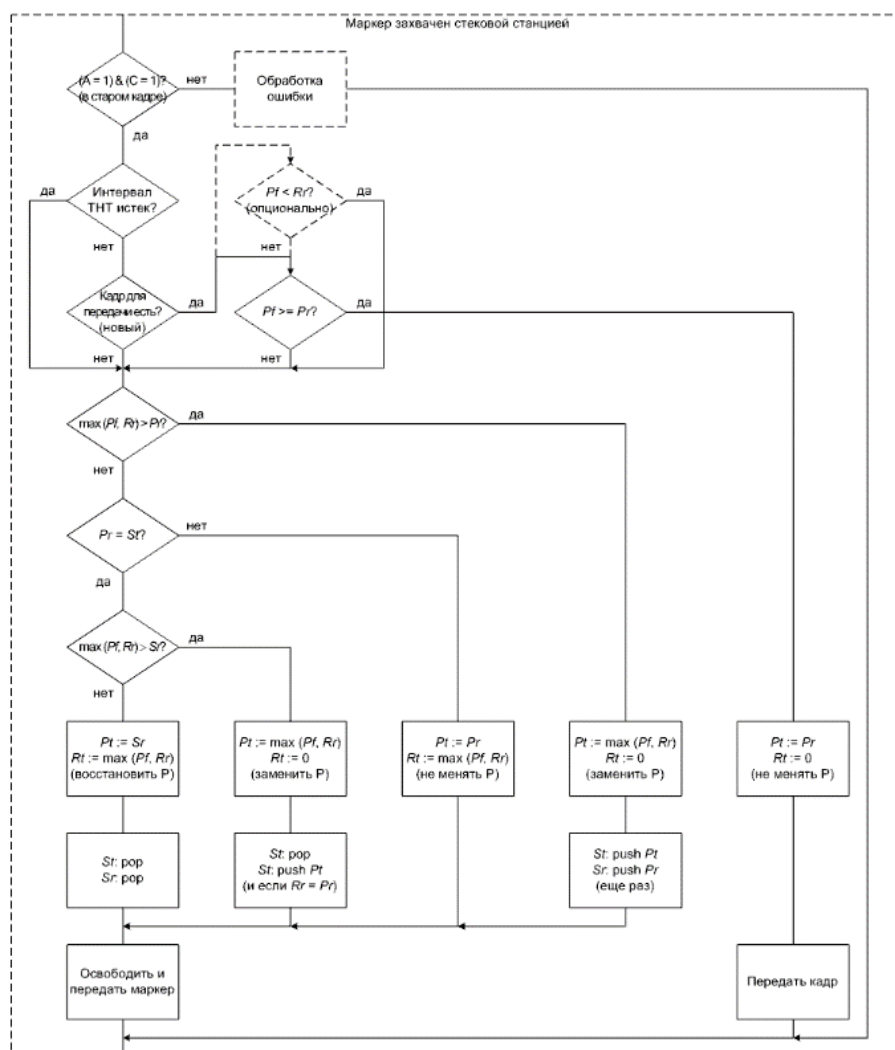 Маркер захвачен стековой станцией
(A = 1) & (C = 1)?
(в старом кадре)
нет
Обработка
ошибки
да
да
Интервал
ТНТ истек?
Pf < Rr?
(опционально)
да
нет
нет
Кадр для
передачи есть?
(новый)
да
Pf >= Pr?
да
нет
нет
max (Pf, Rr) > Pr?
да
нет
Pr = St?
нет
да
max (Pf, Rr) > Sr?
да
нет
Pt := Sr
Rt := max (Pf, Rr)
(восстановить P)
Pt := max (Pf, Rr)
Rt := 0
(заменить P)
Pt := Pr
Rt := max (Pf, Rr)
(не менять P)
Pt := max (Pf, Rr)
Rt := 0
(заменить P)
Pt := Pr
Rt := 0
(не менять P)
St: pop
Sr: pop
St: pop
St: push Pt
(и если Rr = Pr)
St: push Pt
Sr: push Pr
(еще раз)
Освободить и
передать маркер
Передать кадр